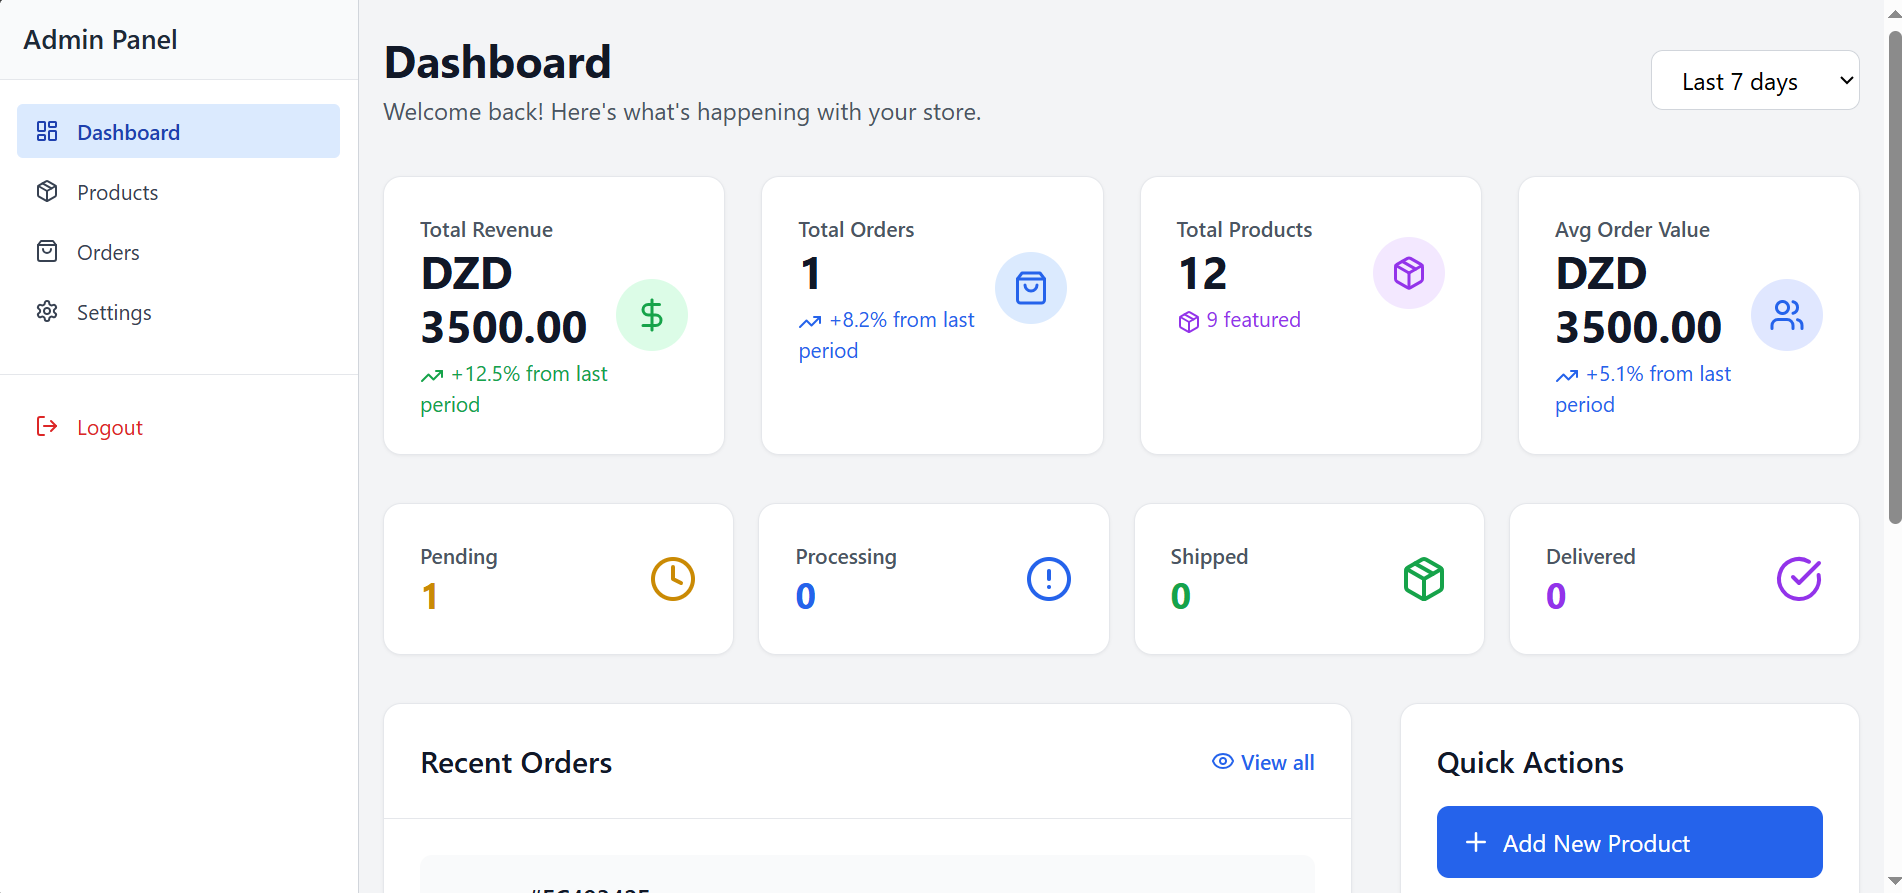 Admin Panel
Dashboard
Products
Orders
Settings
Logout
Dashboard
Welcome back! Here's what's happening with your store.
Last 7 days
Total Revenue
DZD
3500.00
+12.5% from last
period
Total Orders
1
+8.2% from last
period
Total Products
12
9 featured
Avg Order Value
DZD
3500.00
+5.1% from last
period
Pending
1
Processing
0
Shipped
0
Delivered
0
Recent Orders
View all
Quick Actions
Add New Product